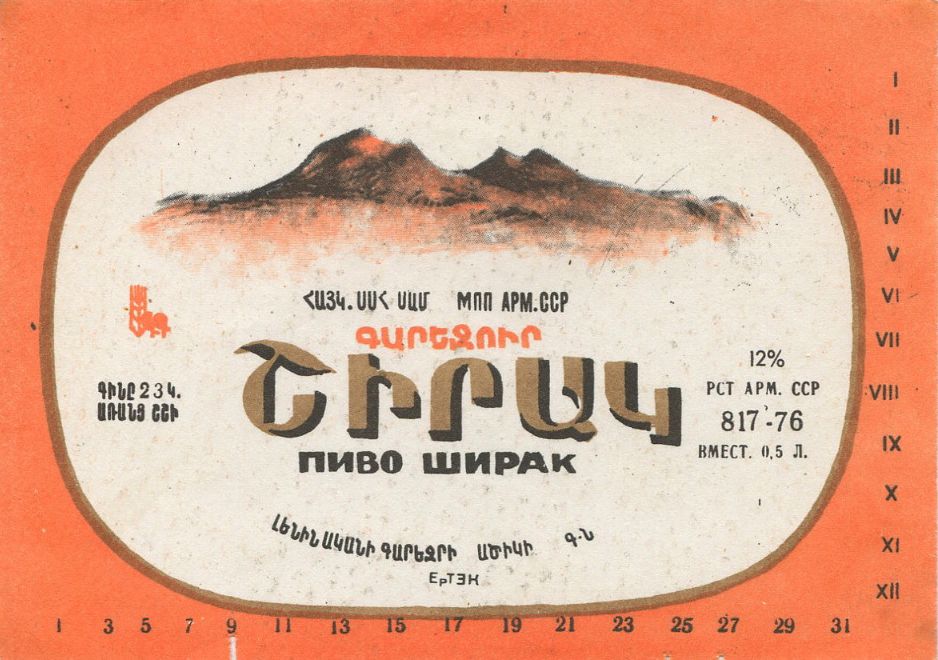 ՀԱՅԿ. ՍՍՀ ՍԱՄ МПП АРМ.ССР
ԳԱՐԵՋՈՒՐ
ՇԻՐԱԿ
ПИВО ШИРАК
ԳԻՆԸ 23 Կ.
ԱՌԱՆՑ ՇՇԻ
12%
РСТ АРМ. ССР
817-76
ВМЕСТ. 0,5 Л.
ԼԵՆԻՆԱԿԱՆԻ ԳԱՐԵՋՐԻ ԱԾԻԿԻ Գ-Ն
ЕрТЭК
I
II
III
IV
V
VI
VII
VIII
IX
X
XI
XII
1 3 5 7 9 11 13 15 17 19 21 23 25 27 29 31